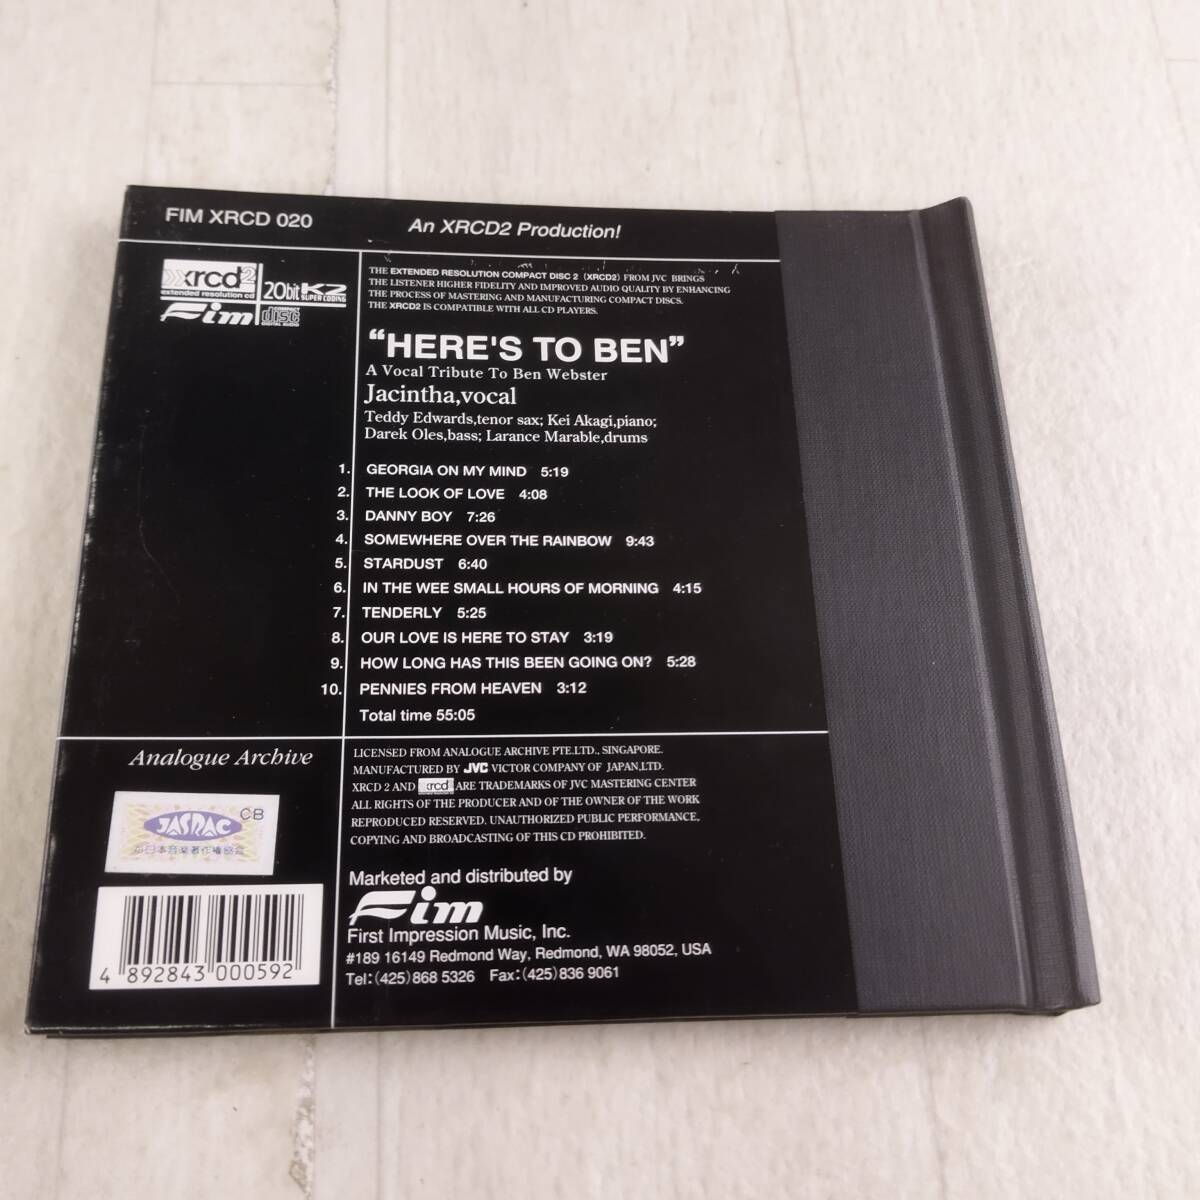 FIM XRCD 020
An XRCD2 Production!
xrcd2
extended resolution cd
20bit K2
SUPER CODING
Fim
COMPACT
disc
DIGITAL AUDIO
THE EXTENDED RESOLUTION COMPACT DISC 2 (XRCD2) FROM JVC BRINGS
THE LISTENER HIGHER FIDELITY AND IMPROVED AUDIO QUALITY BY ENHANCING
THE PROCESS OF MASTERING AND MANUFACTURING COMPACT DISCS.
THE XRCD2 IS COMPATIBLE WITH ALL CD PLAYERS.
“HERE'S TO BEN”
A Vocal Tribute To Ben Webster
Jacintha,vocal
Teddy Edwards,tenor sax; Kei Akagi,piano;
Darek Oles,bass; Larance Marable,drums
1. GEORGIA ON MY MIND 5:19
2. THE LOOK OF LOVE 4:08
3. DANNY BOY 7:26
4. SOMEWHERE OVER THE RAINBOW 9:43
5. STARDUST 6:40
6. IN THE WEE SMALL HOURS OF MORNING 4:15
7. TENDERLY 5:25
8. OUR LOVE IS HERE TO STAY 3:19
9. HOW LONG HAS THIS BEEN GOING ON? 5:28
10. PENNIES FROM HEAVEN 3:12
Total time 55:05
Analogue Archive
CB
JASRAC
日本音楽著作権協会
4 892843 000592
LICENSED FROM ANALOGUE ARCHIVE PTE.LTD., SINGAPORE.
MANUFACTURED BY JVC VICTOR COMPANY OF JAPAN,LTD.
XRCD 2 AND xrcd ARE TRADEMARKS OF JVC MASTERING CENTER
ALL RIGHTS OF THE PRODUCER AND OF THE OWNER OF THE WORK
REPRODUCED RESERVED. UNAUTHORIZED PUBLIC PERFORMANCE,
COPYING AND BROADCASTING OF THIS CD PROHIBITED.
Marketed and distributed by
Fim
First Impression Music, Inc.
#189 16149 Redmond Way, Redmond, WA 98052, USA
Tel:(425)868 5326 Fax:(425)836 9061